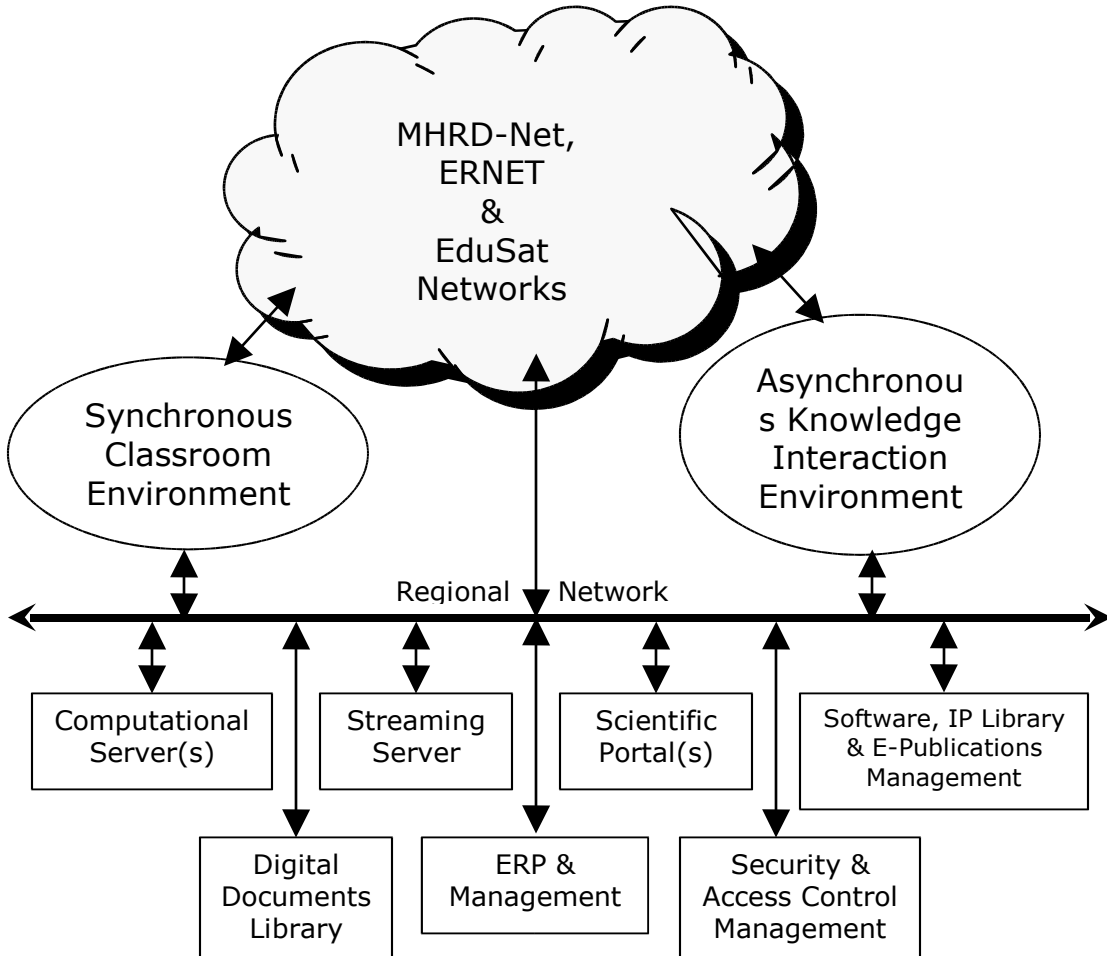 MHRD-Net,
ERNET
&
EduSat
Networks
Synchronous
Classroom
Environment
Asynchronou
s Knowledge
Interaction
Environment
Regional Network
Computational
Server(s)
Streaming
Server
Scientific
Portal(s)
Software, IP Library
& E-Publications
Management
Digital
Documents
Library
ERP &
Management
Security &
Access Control
Management